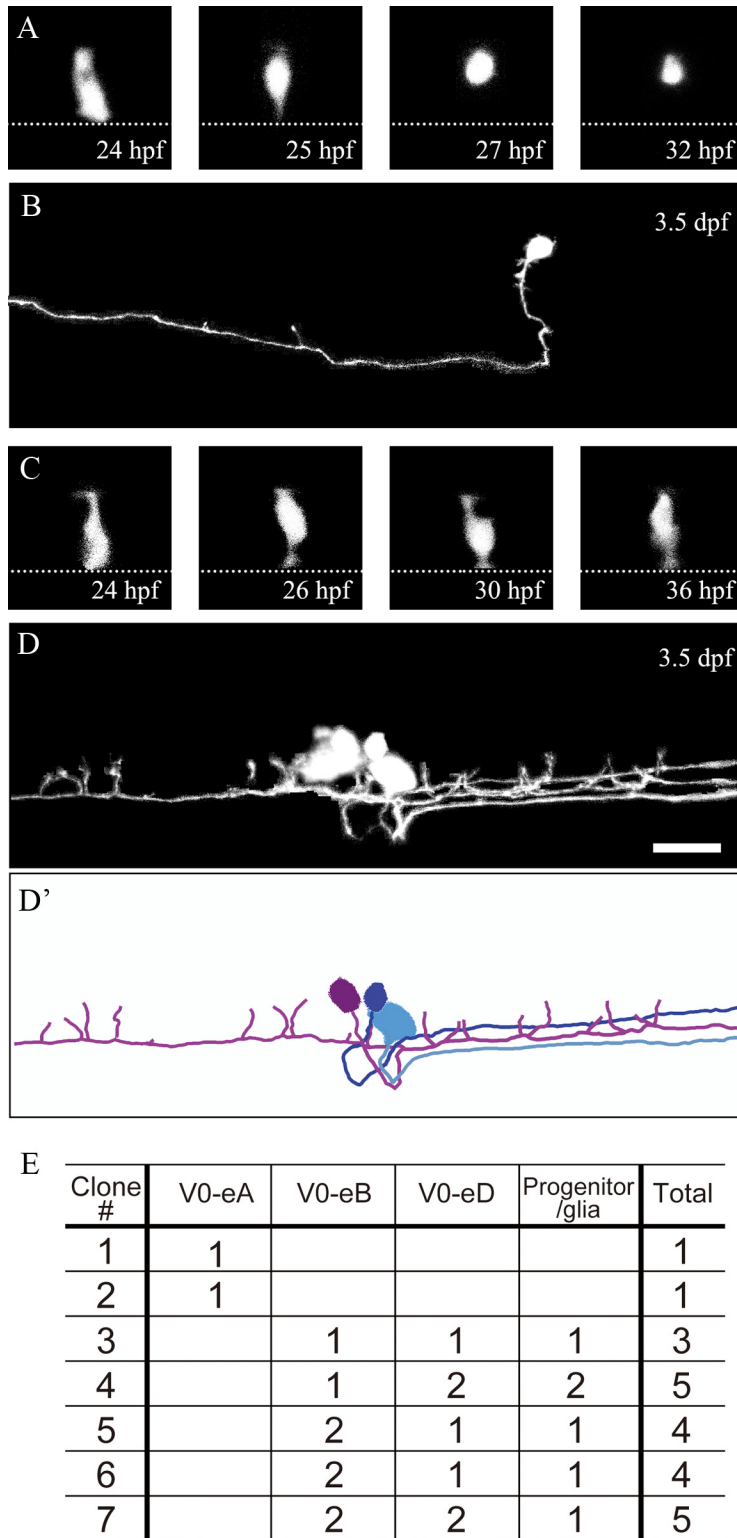 A
24 hpf
25 hpf
27 hpf
32 hpf
B
3.5 dpf
C
24 hpf
26 hpf
30 hpf
36 hpf
D
3.5 dpf
D’
E
Clone # V0-eA V0-eB V0-eD Progenitor /glia Total
1 1 1
2 1 1
3 1 1 1 3
4 1 2 2 5
5 2 1 1 4
6 2 1 1 4
7 2 2 1 5